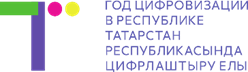 ГОД ЦИФРОВИЗАЦИИ
В РЕСПУБЛИКЕ
ТАТАРСТАН
РЕСПУБЛИКАСЫНДА
ЦИФРЛАШТЫРУ ЕЛЫ